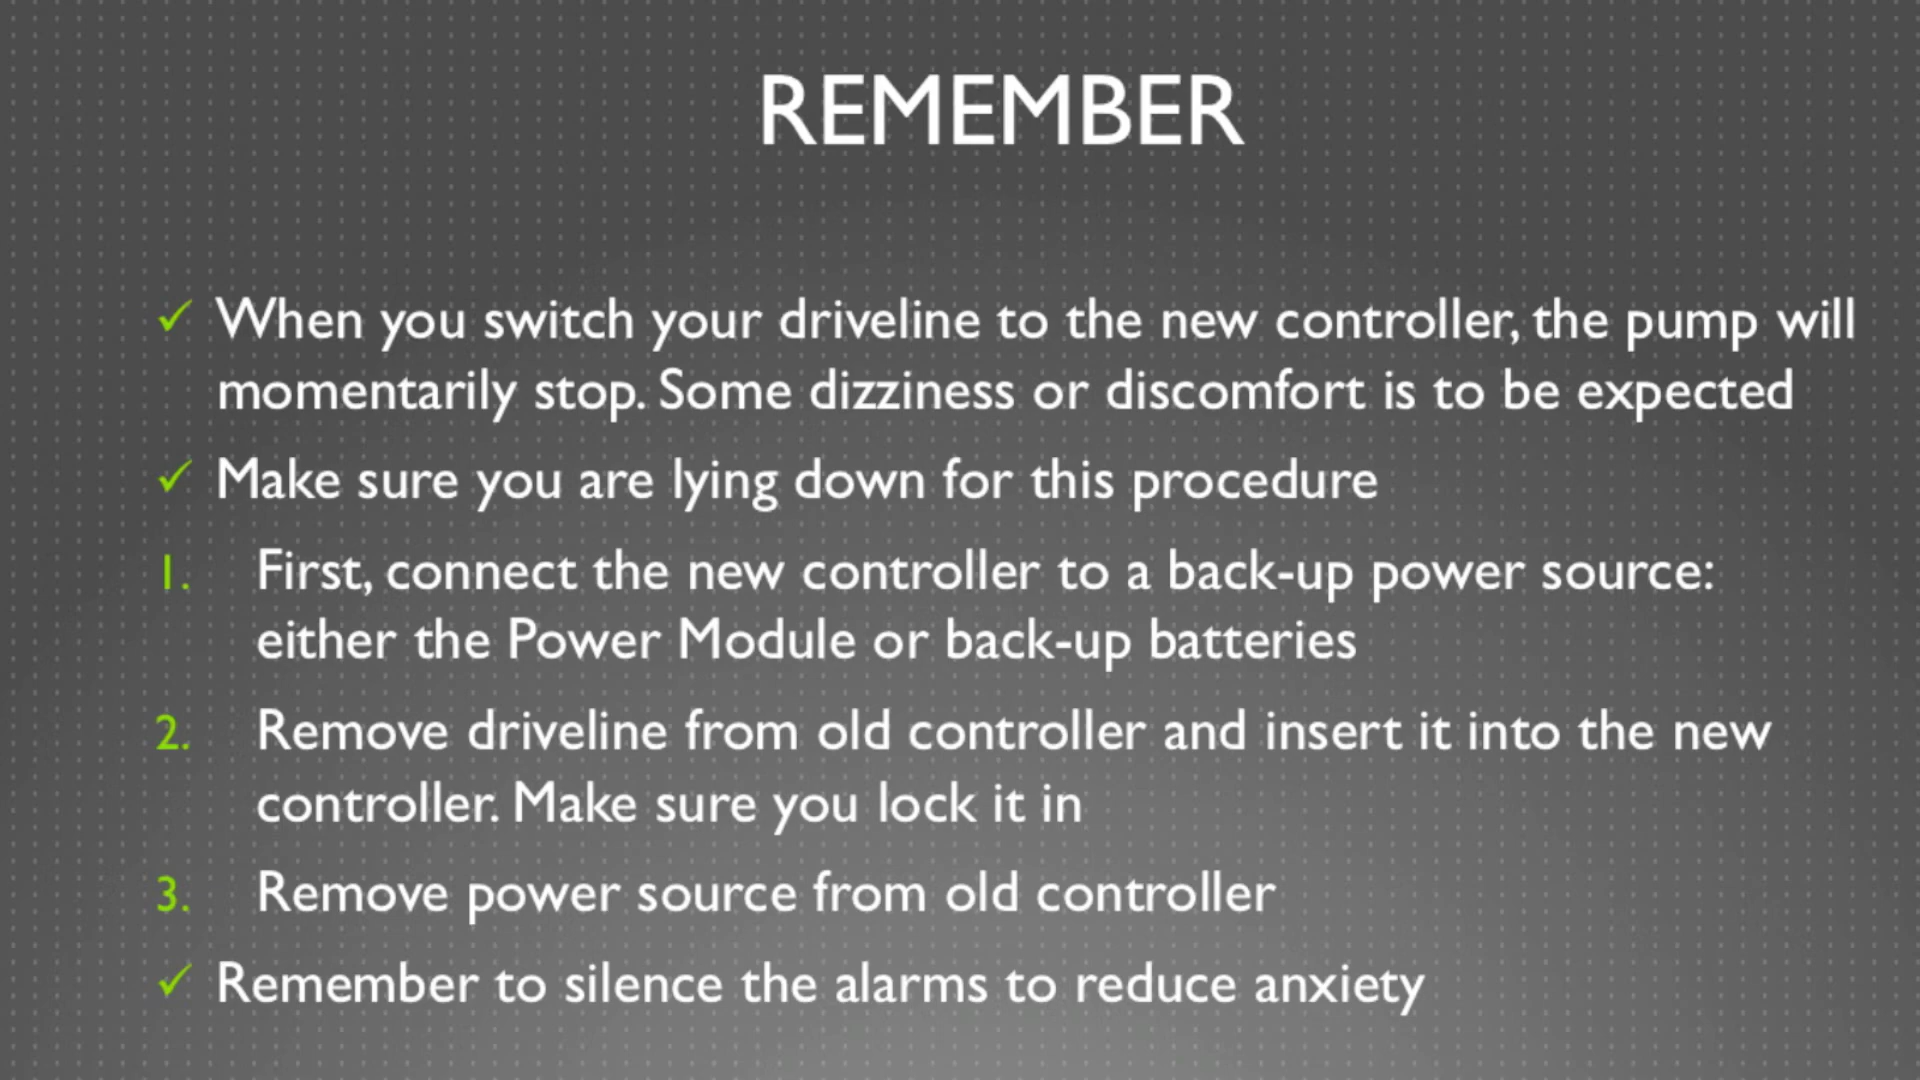 REMEMBER
✓ When you switch your driveline to the new controller, the pump will
momentarily stop. Some dizziness or discomfort is to be expected
✓ Make sure you are lying down for this procedure
1. First, connect the new controller to a back-up power source:
either the Power Module or back-up batteries
2. Remove driveline from old controller and insert it into the new
controller. Make sure you lock it in
3. Remove power source from old controller
✓ Remember to silence the alarms to reduce anxiety